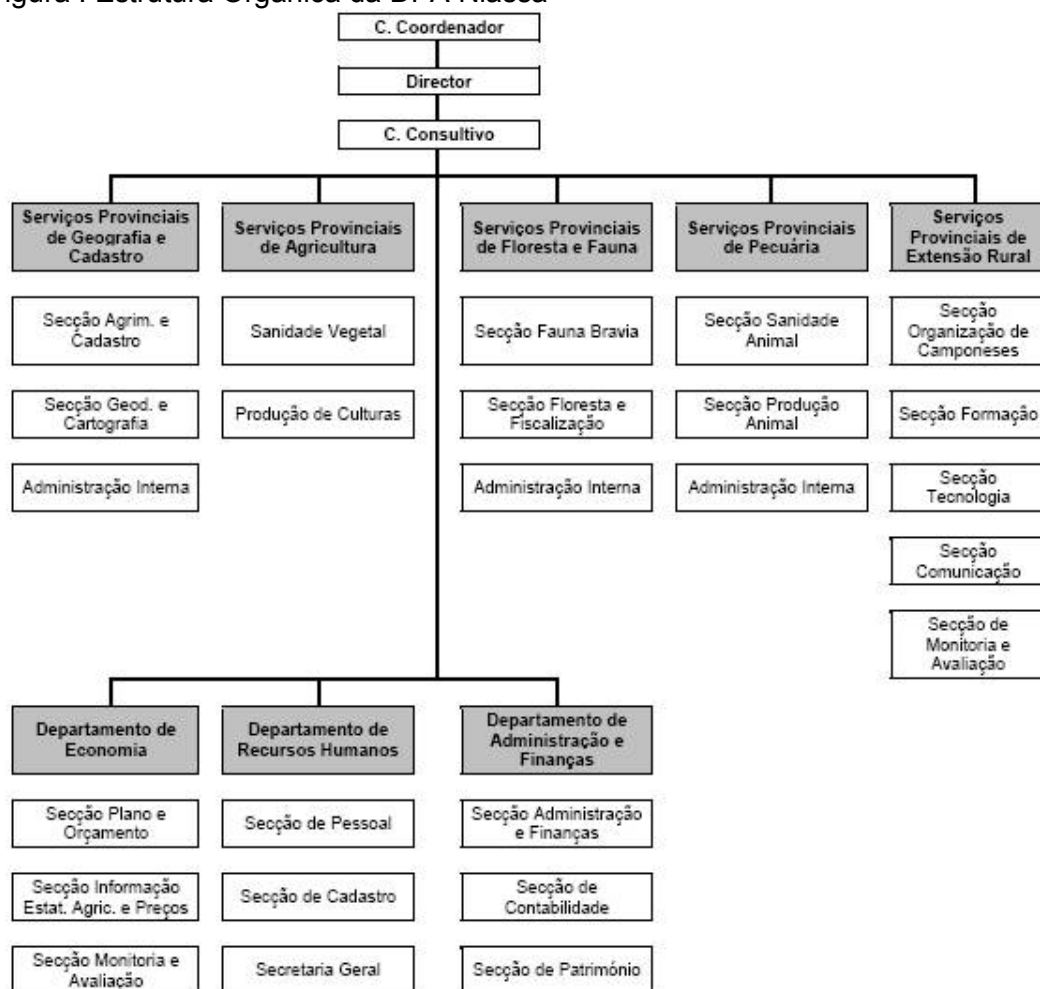 Estrutura Orgânica da DPA Niassa
C. Coordenador
Director
C. Consultivo
Serviços Provinciais
de Geografia e
Cadastro
Serviços Provinciais
de Agricultura
Serviços Provinciais
de Floresta e Fauna
Serviços Provinciais
de Pecuária
Serviços
Provinciais de
Extensão Rural
Secção Agrim. e
Cadastro
Sanidade Vegetal
Secção Fauna Bravia
Secção Sanidade
Animal
Secção
Organização de
Camponeses
Secção Geod. e
Cartografia
Produção de Culturas
Secção Floresta e
Fiscalização
Secção Produção
Animal
Secção Formação
Administração Interna
Administração Interna
Administração Interna
Secção
Tecnologia
Secção
Comunicação
Secção de
Monitoria e
Avaliação
Departamento de
Economia
Departamento de
Recursos Humanos
Departamento de
Administração e
Finanças
Secção Plano e
Orçamento
Secção de Pessoal
Secção Administração
e Finanças
Secção Informação
Estat. Agric. e Preços
Secção de Cadastro
Secção de
Contabilidade
Secção Monitoria e
Avaliação
Secretaria Geral
Secção de Património